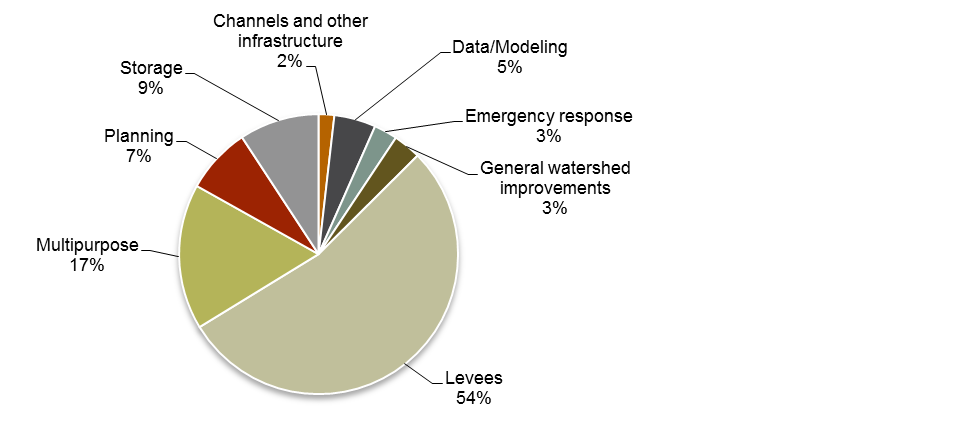 Channels and other
infrastructure
2%
Data/Modeling
5%
Emergency response
3%
General watershed
improvements
3%
Levees
54%
Multipurpose
17%
Planning
7%
Storage
9%